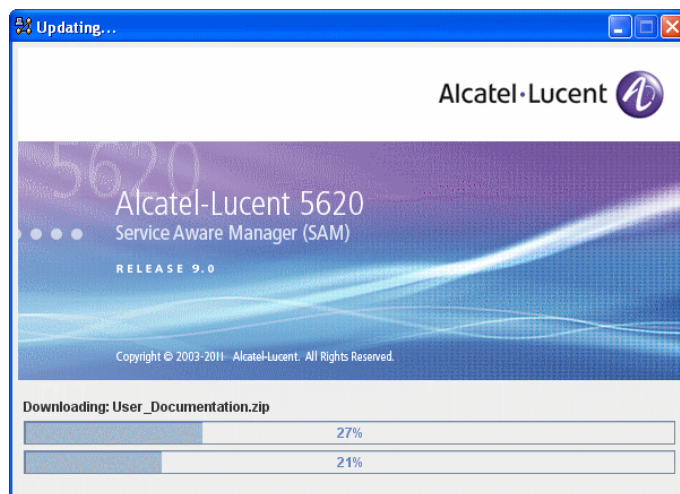 Updating...
Alcatel·Lucent
5620
Alcatel-Lucent 5620
Service Aware Manager (SAM)
RELEASE 9.0
Copyright © 2003-2011 Alcatel-Lucent. All Rights Reserved.
Downloading: User_Documentation.zip
27%
21%